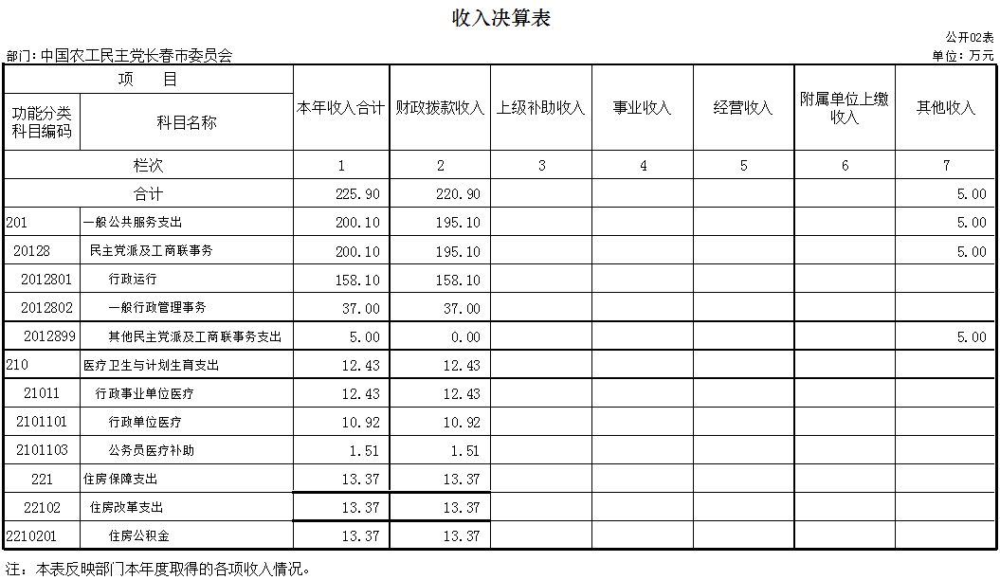 收入决算表
公开02表
部门：中国农工民主党长春市委员会 单位：万元
项 目 本年收入合计 财政拨款收入 上级补助收入 事业收入 经营收入 附属单位上缴收入 其他收入
功能分类科目编码 科目名称
栏次 1 2 3 4 5 6 7
合计 225.90 220.90 5.00
201 一般公共服务支出 200.10 195.10 5.00
20128 民主党派及工商联事务 200.10 195.10 5.00
2012801 行政运行 158.10 158.10
2012802 一般行政管理事务 37.00 37.00
2012899 其他民主党派及工商联事务支出 5.00 0.00 5.00
210 医疗卫生与计划生育支出 12.43 12.43
21011 行政事业单位医疗 12.43 12.43
2101101 行政单位医疗 10.92 10.92
2101103 公务员医疗补助 1.51 1.51
221 住房保障支出 13.37 13.37
22102 住房改革支出 13.37 13.37
2210201 住房公积金 13.37 13.37
注：本表反映部门本年度取得的各项收入情况。